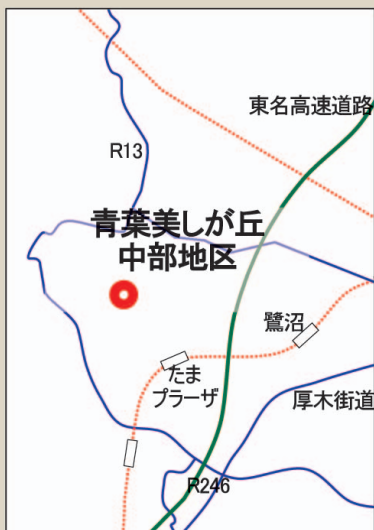 東名高速道路
R13
青葉美しが丘
中部地区
鷺沼
たま
プラーザ
厚木街道
R246